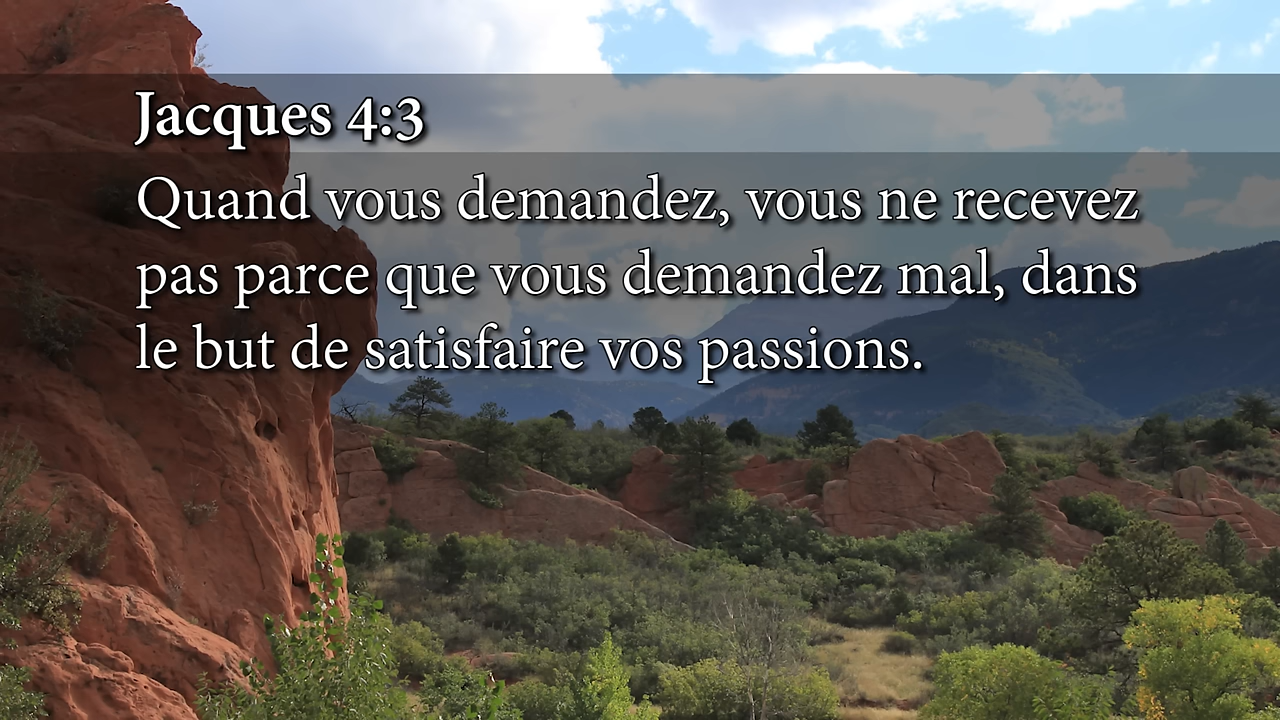 Jacques 4:3
Quand vous demandez, vous ne recevez
pas parce que vous demandez mal, dans
le but de satisfaire vos passions.